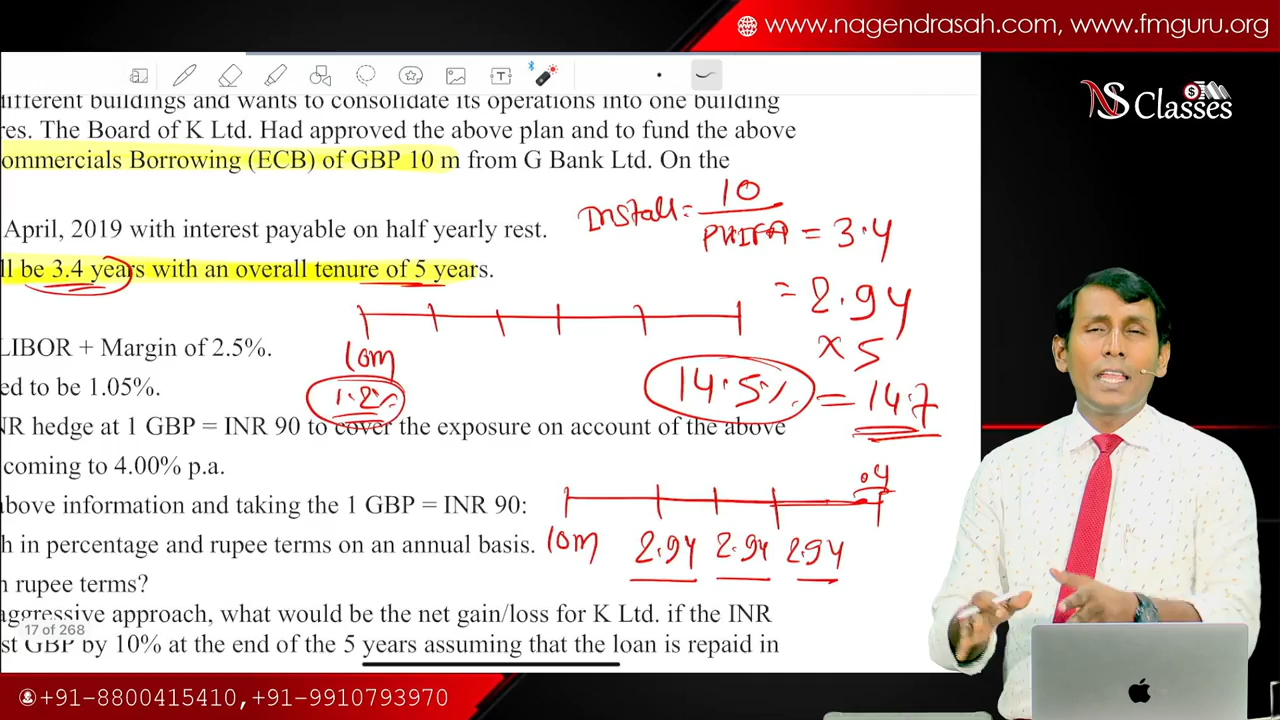 www.nagendrasah.com, www.fmguru.org
NS Classes
different buildings and wants to consolidate its operations into one building
res. The Board of K Ltd. Had approved the above plan and to fund the above
ommercials Borrowing (ECB) of GBP 10 m from G Bank Ltd. On the
April, 2019 with interest payable on half yearly rest.
ll be 3.4 years with an overall tenure of 5 years.
Install = 10
= 3.4
= 2.94
× 5
= 14.7
10m
1.2%
14.5%
LIBOR + Margin of 2.5%.
ed to be 1.05%.
NR hedge at 1 GBP = INR 90 to cover the exposure on account of the above
coming to 4.00% p.a.
above information and taking the 1 GBP = INR 90:
.04
h in percentage and rupee terms on an annual basis.
10m 2.94 2.94 2.94
n rupee terms?
aggressive approach, what would be the net gain/loss for K Ltd. if the INR
17 of 268
st GBP by 10% at the end of the 5 years assuming that the loan is repaid in
+91-8800415410, +91-9910793970